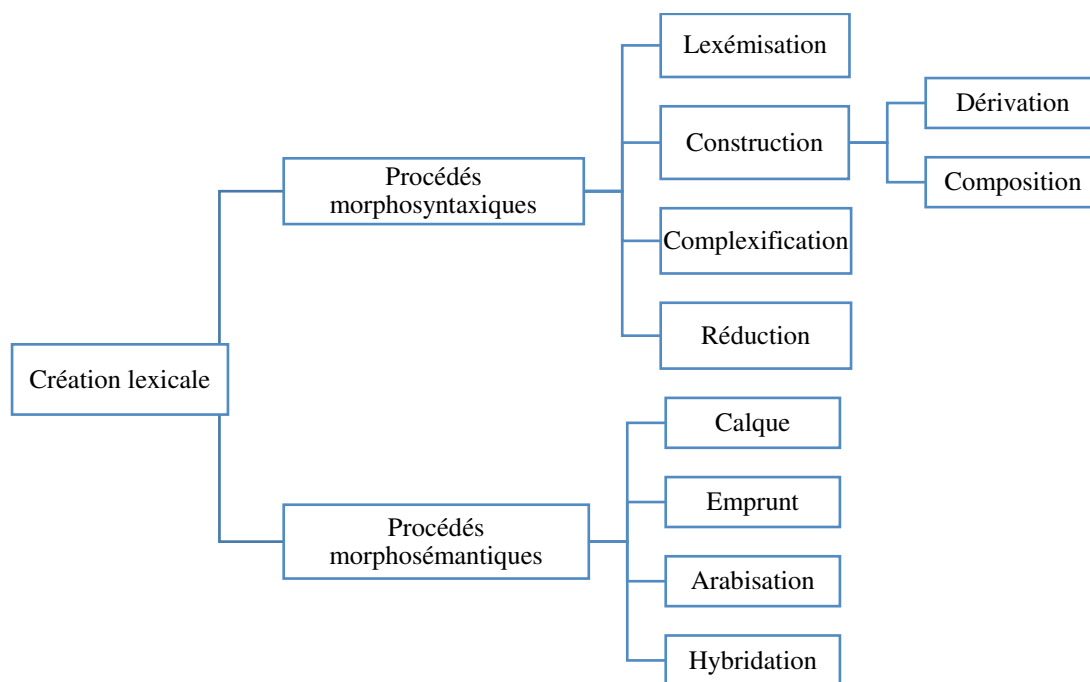 Création lexicale
Procédés
morphosyntaxiques
Lexémisation
Construction
Dérivation
Composition
Complexification
Réduction
Procédés
morphosémantiques
Calque
Emprunt
Arabisation
Hybridation